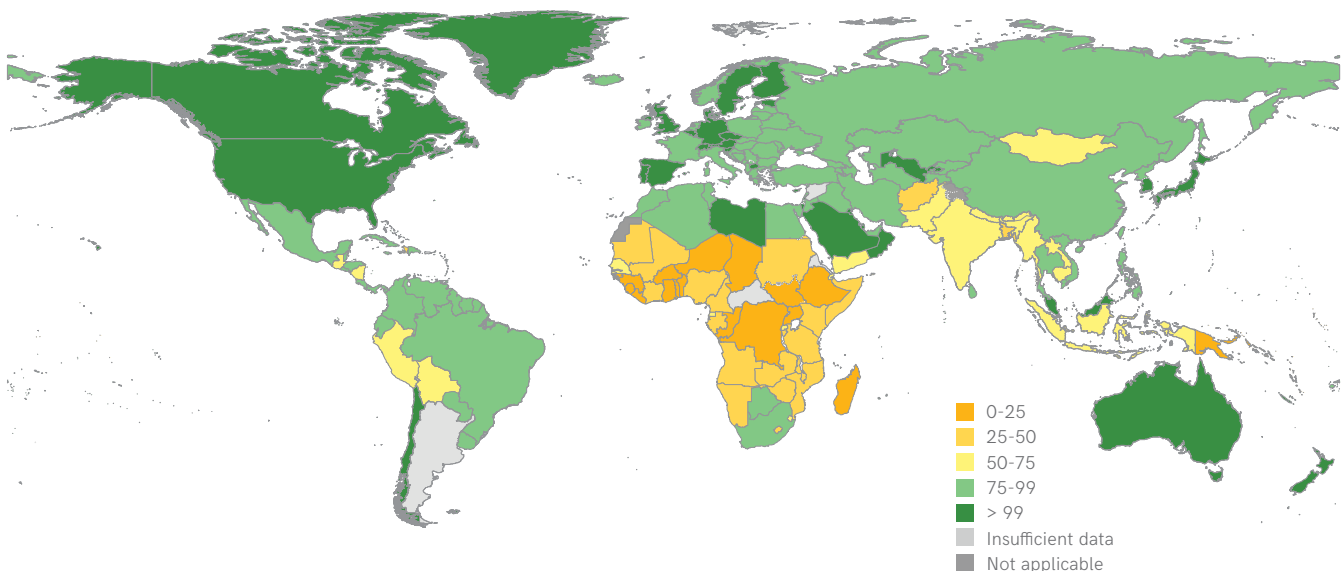 0-25
25-50
50-75
75-99
> 99
Insufficient data
Not applicable